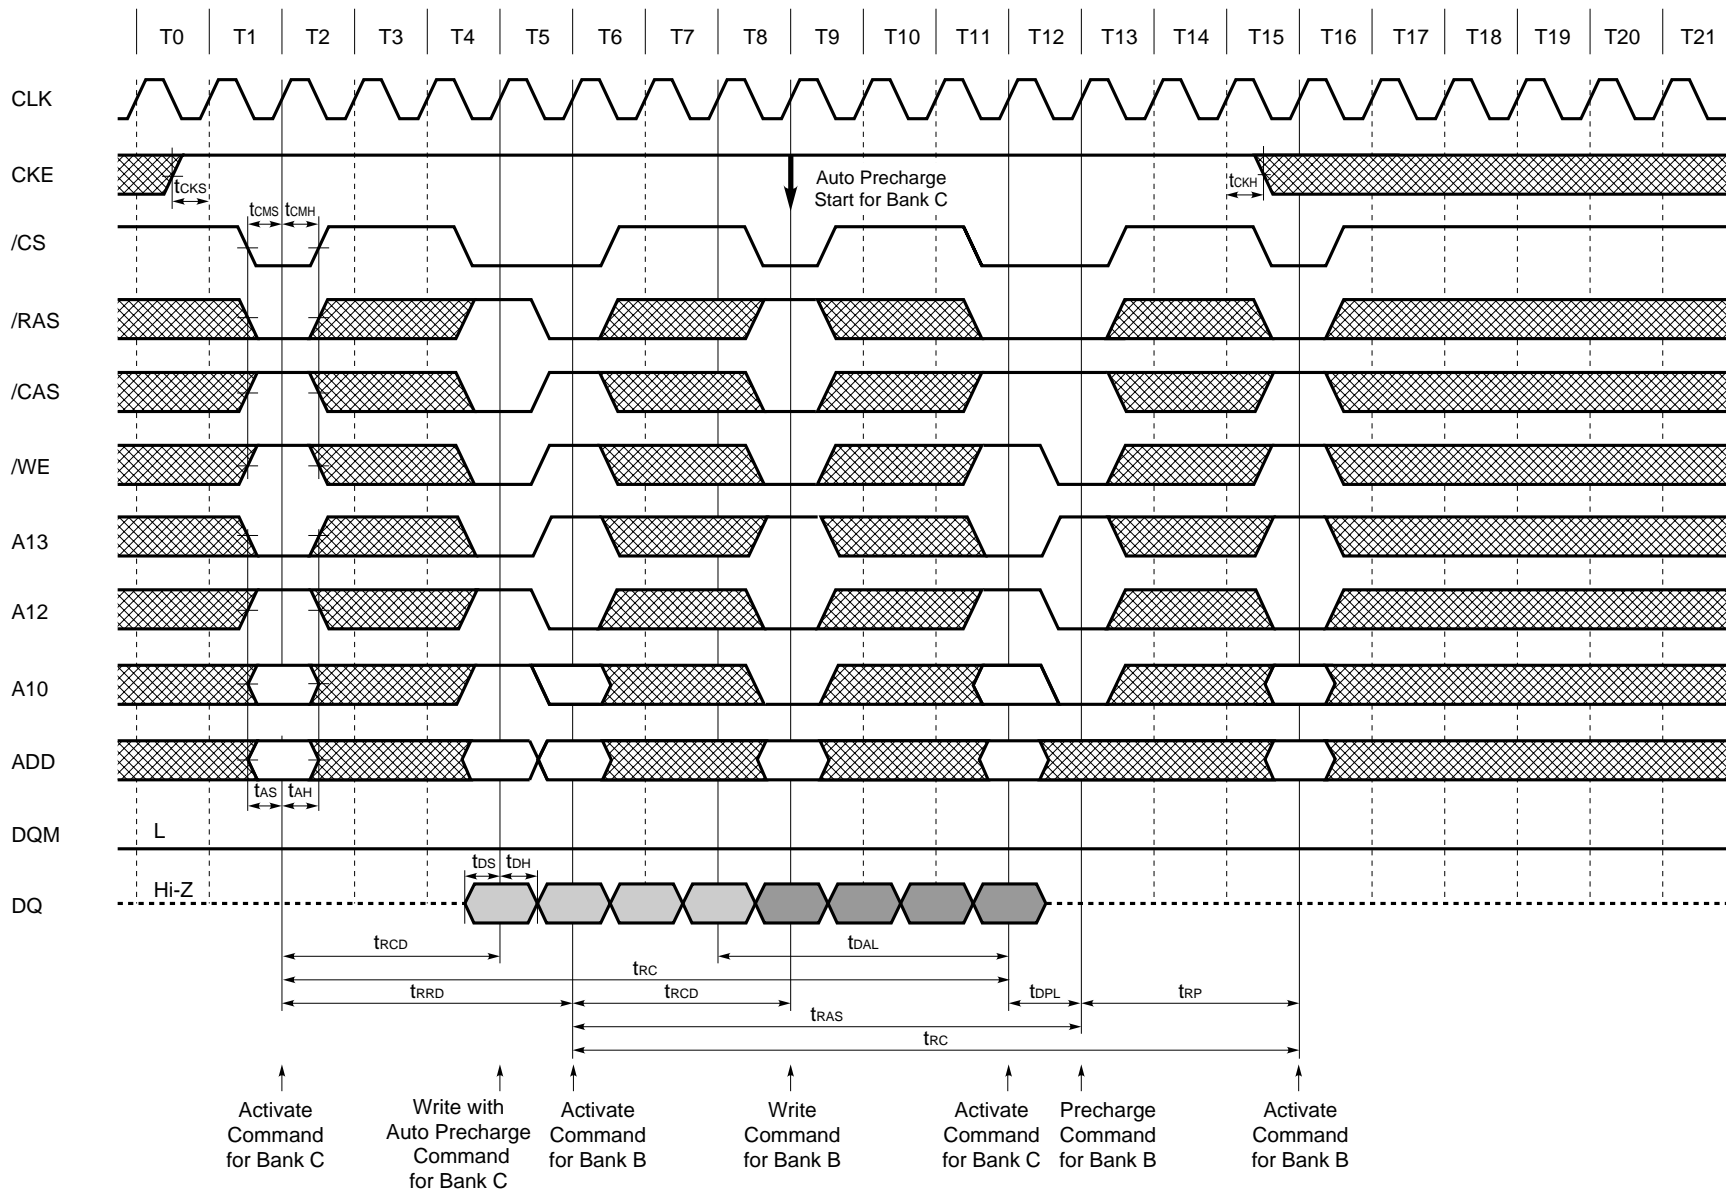 T0 T1 T2 T3 T4 T5 T6 T7 T8 T9 T10 T11 T12 T13 T14 T15 T16 T17 T18 T19 T20 T21
CLK
CKE
tCKS
Auto Precharge
Start for Bank C
tCKH
tCMS tCMH
/CS
/RAS
/CAS
/WE
A13
A12
A10
ADD
tAS tAH
DQM L
tDS tDH
DQ Hi-Z
tRCD tDAL
tRC
tRRD tRCD tDPL tRP
tRAS
tRC
Activate
Command
for Bank C
Write with
Auto Precharge
Command
for Bank C
Activate
Command
for Bank B
Write
Command
for Bank B
Activate
Command
for Bank C
Precharge
Command
for Bank B
Activate
Command
for Bank B